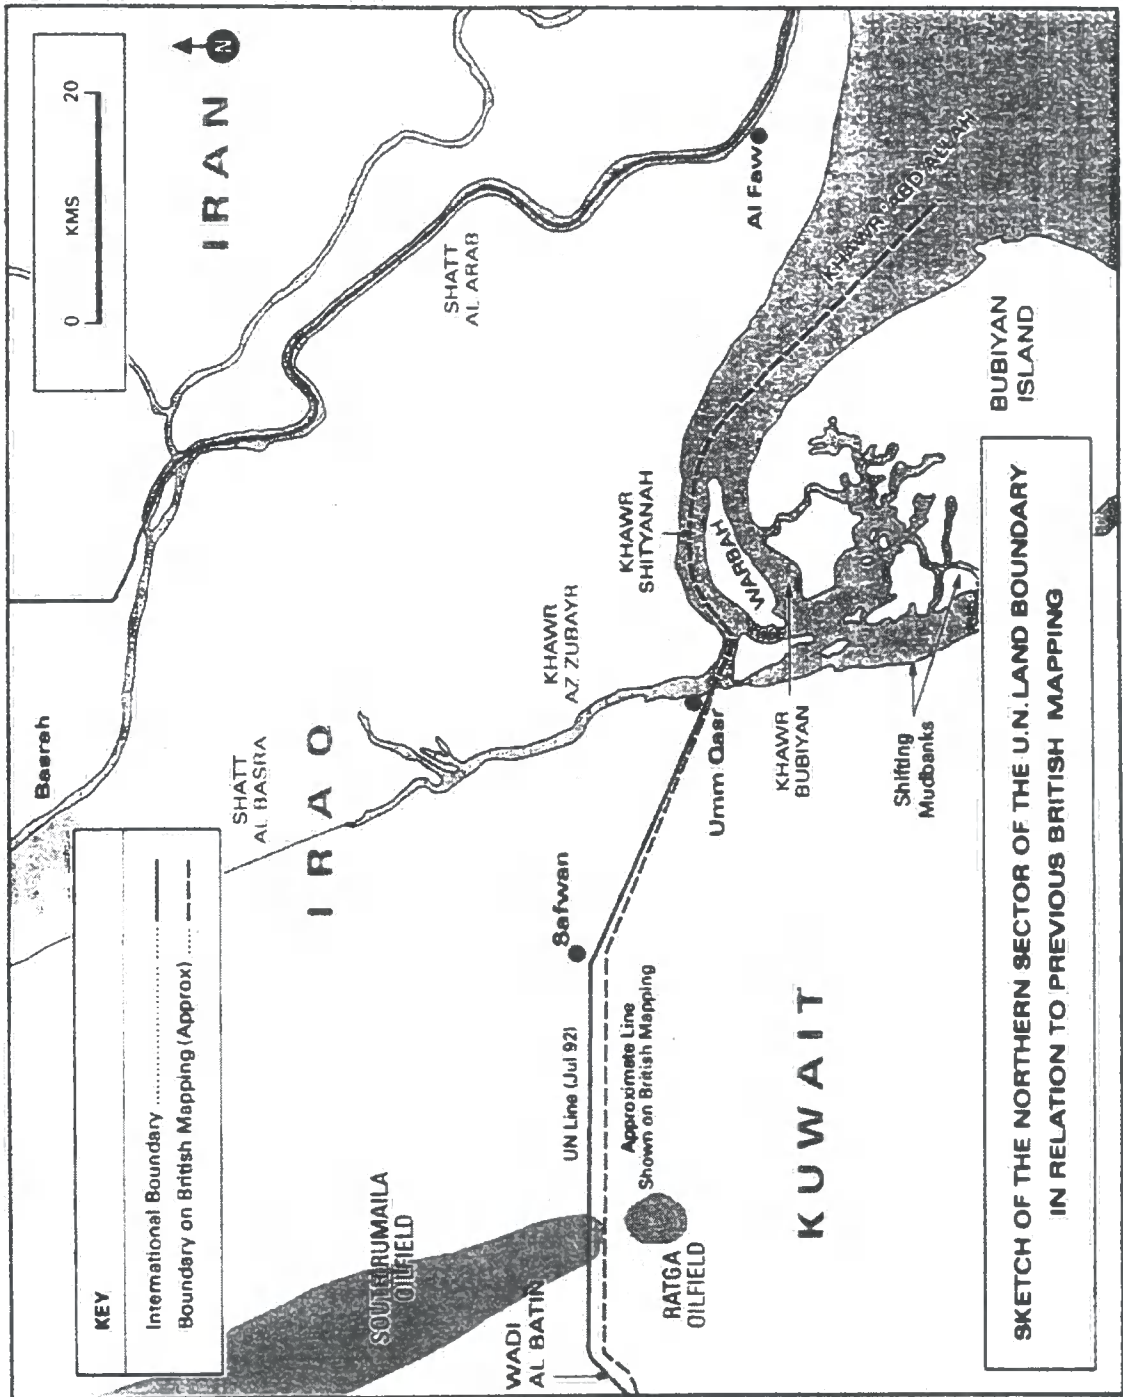 0 KMS 20
N
IRAN
Basrah
SHATT
AL ARAB
Al Faw
KHAWR ABD ALLAH
BUBIYAN
ISLAND
KHAWR
SHITYANAH
WARBAH
KHAWR
AZ ZUBAYR
SHATT
AL BASRA
IRAQ
Umm Qasr
KHAWR
BUBIYAN
Shifting
Mudbanks
Safwan
UN Line (Jul 92)
Approximate Line
Shown on British Mapping
KUWAIT
SOUTH RUMAILA
OILFIELD
RATGA
OILFIELD
WADI
AL BATIN
KEY
International Boundary
Boundary on British Mapping (Approx)
SKETCH OF THE NORTHERN SECTOR OF THE U.N. LAND BOUNDARY
IN RELATION TO PREVIOUS BRITISH MAPPING